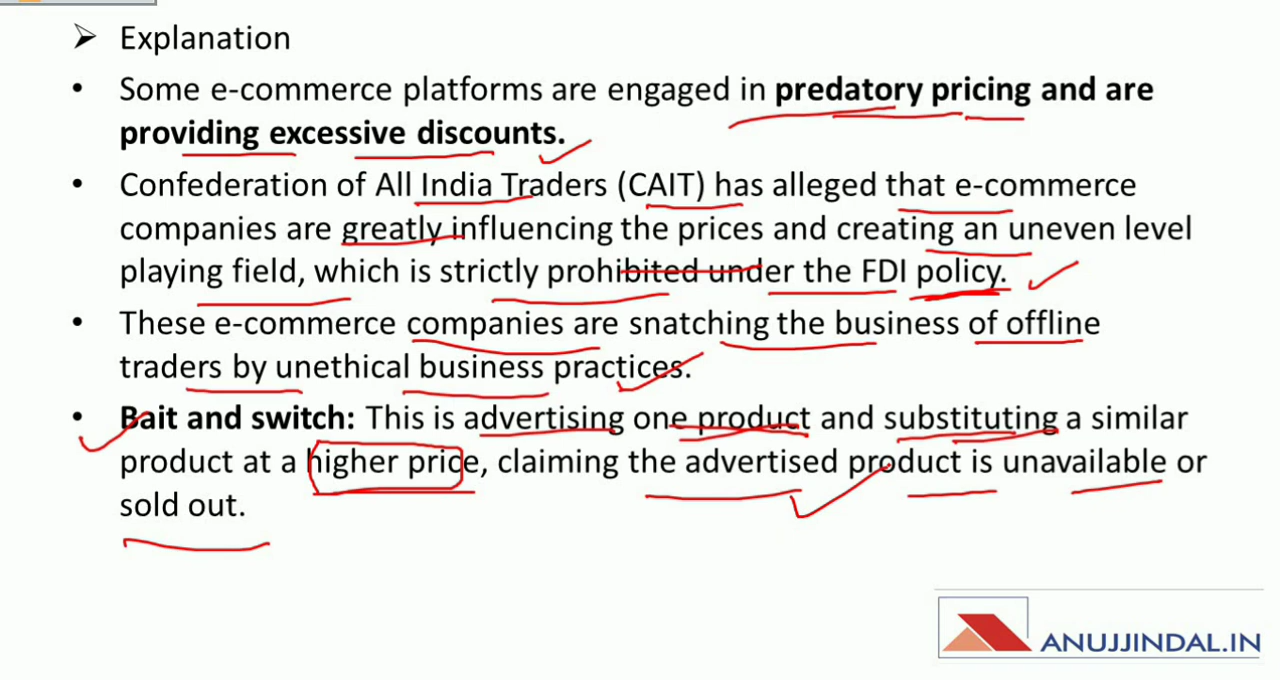 ➤ Explanation
• Some e-commerce platforms are engaged in predatory pricing and are
providing excessive discounts.
• Confederation of All India Traders (CAIT) has alleged that e-commerce
companies are greatly influencing the prices and creating an uneven level
playing field, which is strictly prohibited under the FDI policy.
• These e-commerce companies are snatching the business of offline
traders by unethical business practices.
• Bait and switch: This is advertising one product and substituting a similar
product at a higher price, claiming the advertised product is unavailable or
sold out.
ANUJJINDAL.IN